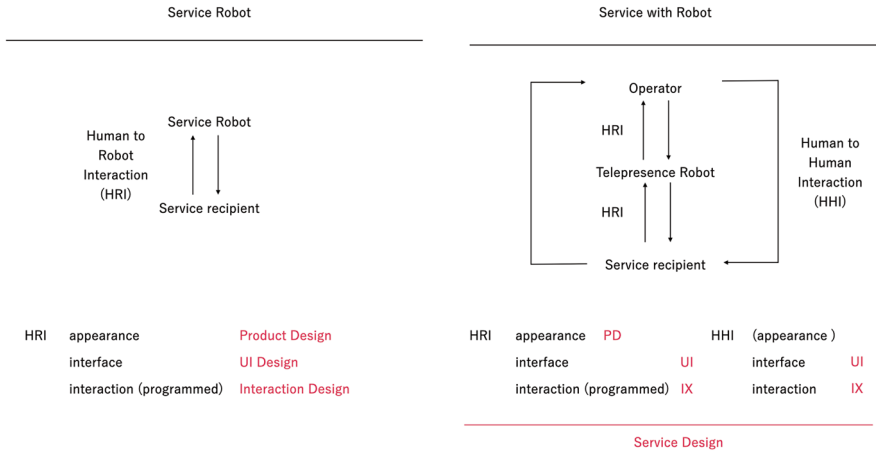 Service Robot
Service Robot
Human to
Robot
Interaction
(HRI)
Service recipient
HRI appearance Product Design
interface UI Design
interaction (programmed) Interaction Design
Service with Robot
Operator
HRI
Telepresence Robot
HRI
Service recipient
Human to
Human
Interaction
(HHI)
HRI appearance PD HHI (appearance )
interface UI interface UI
interaction (programmed) IX interaction IX
Service Design